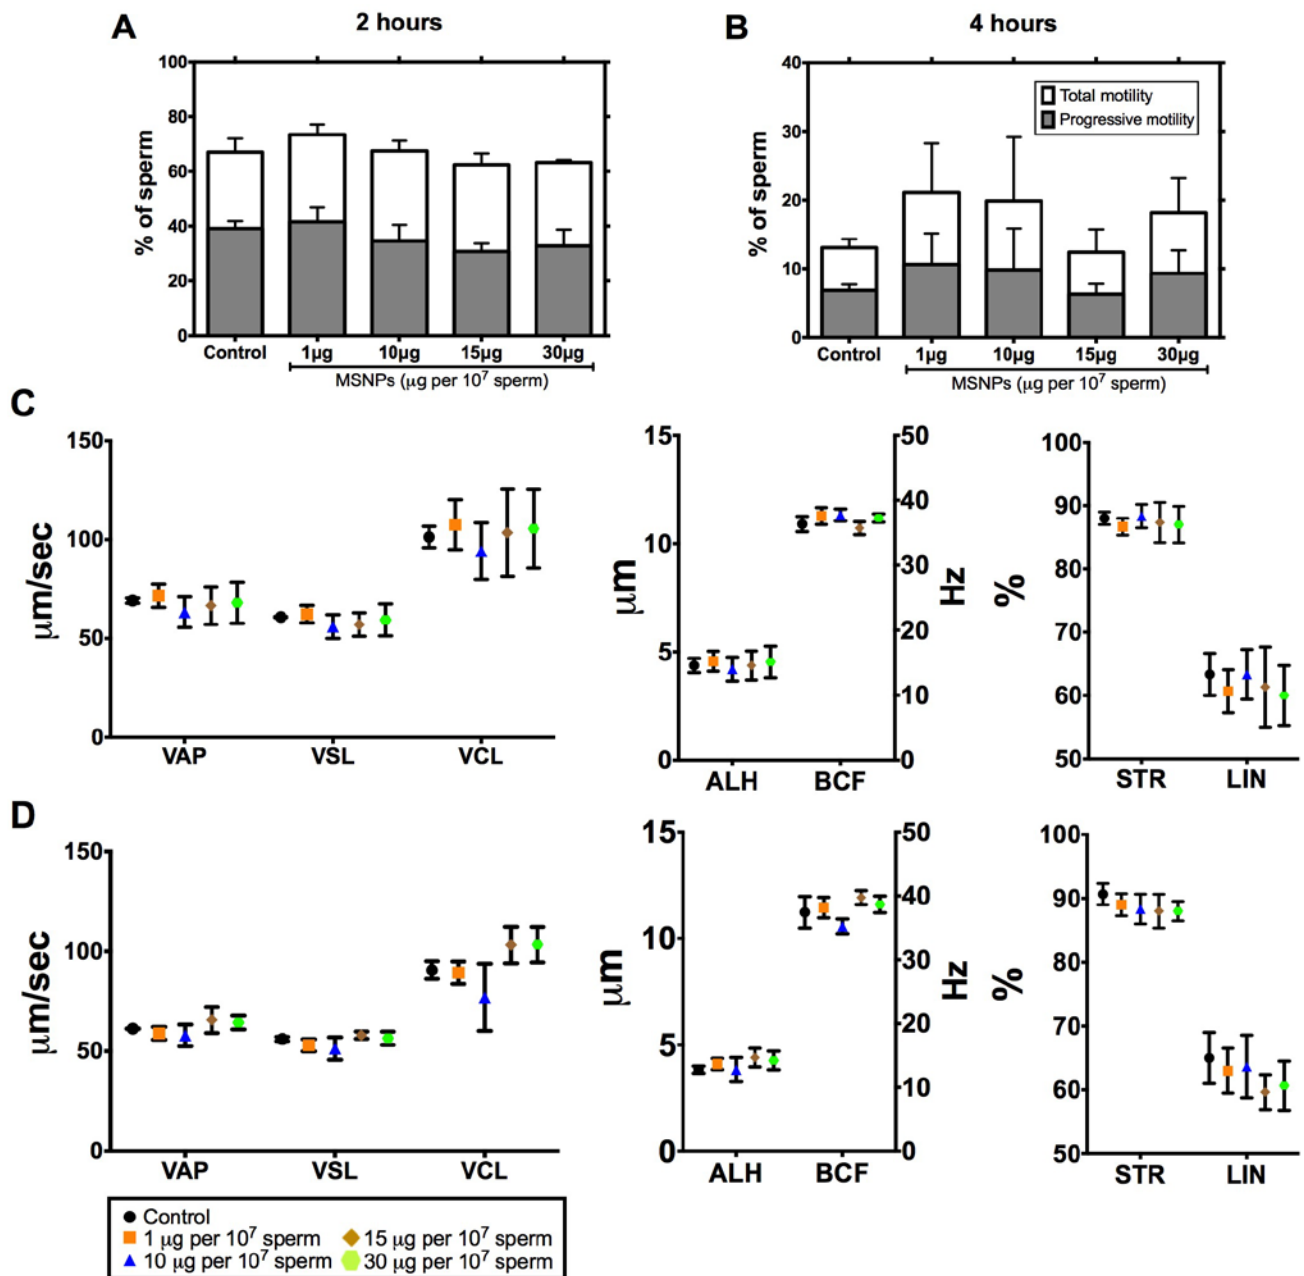 A
2 hours
100
80
60
40
20
0
% of sperm
Control
1µg
10µg
15µg
30µg
MSNPs (µg per 10⁷ sperm)
B
4 hours
40
30
20
10
0
% of sperm
Total motility
Progressive motility
Control
1µg
10µg
15µg
30µg
MSNPs (µg per 10⁷ sperm)
C
150
100
50
0
µm/sec
VAP
VSL
VCL
15
10
5
0
µm
ALH
BCF
50
40
30
20
10
0
Hz
%
100
90
80
70
60
50
STR
LIN
D
150
100
50
0
µm/sec
VAP
VSL
VCL
15
10
5
0
µm
ALH
BCF
50
40
30
20
10
0
Hz
%
100
90
80
70
60
50
STR
LIN
Control
1 µg per 10⁷ sperm
15 µg per 10⁷ sperm
10 µg per 10⁷ sperm
30 µg per 10⁷ sperm